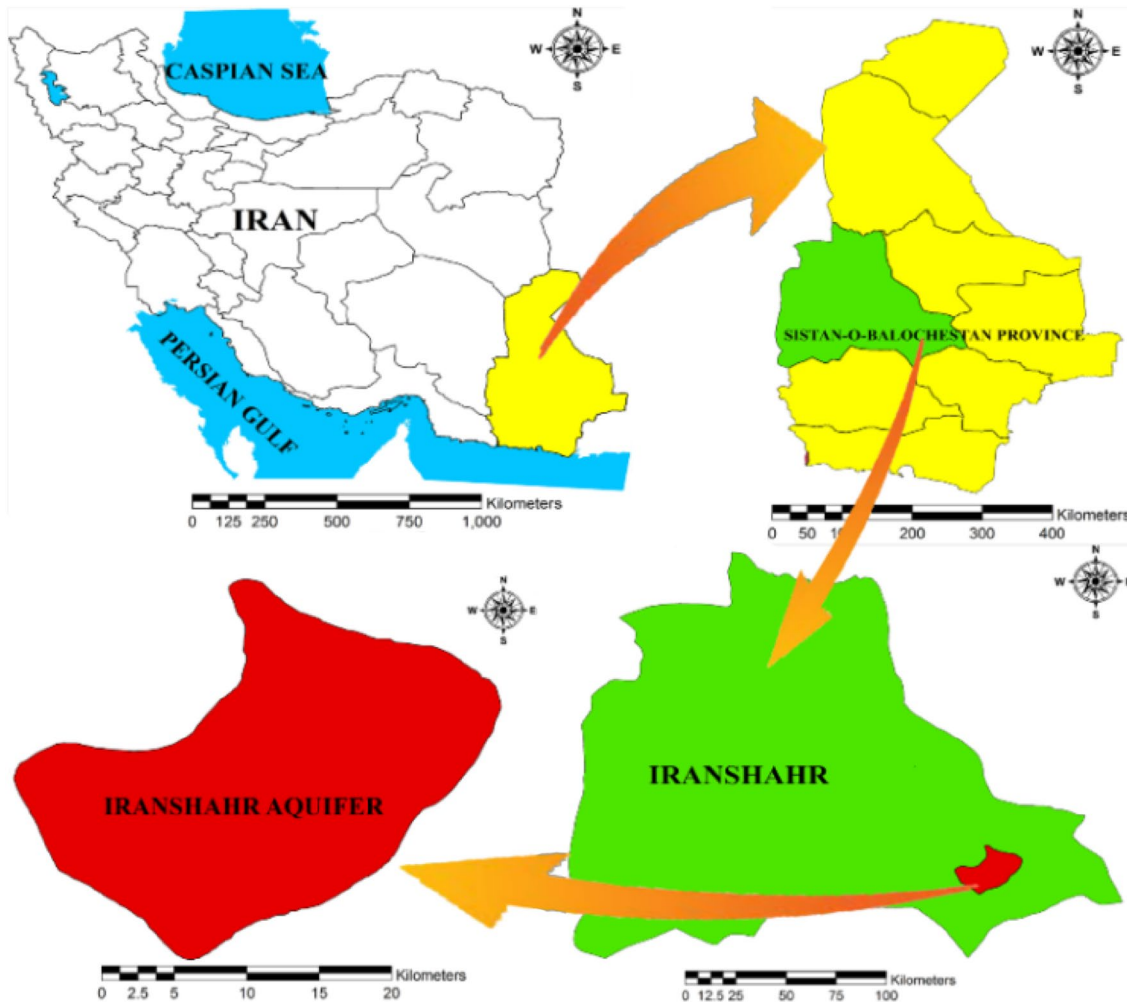 N
W E
S
CASPIAN SEA
IRAN
PERSIAN GULF
Kilometers
0 125 250 500 750 1,000
N
W E
S
SISTAN-O-BALOCHESTAN PROVINCE
Kilometers
0 50 200 300 400
N
W E
S
IRANSHAHR AQUIFER
Kilometers
0 2.5 5 10 15 20
N
W
S
IRANSHAHR
Kilometers
0 12.5 25 50 75 100